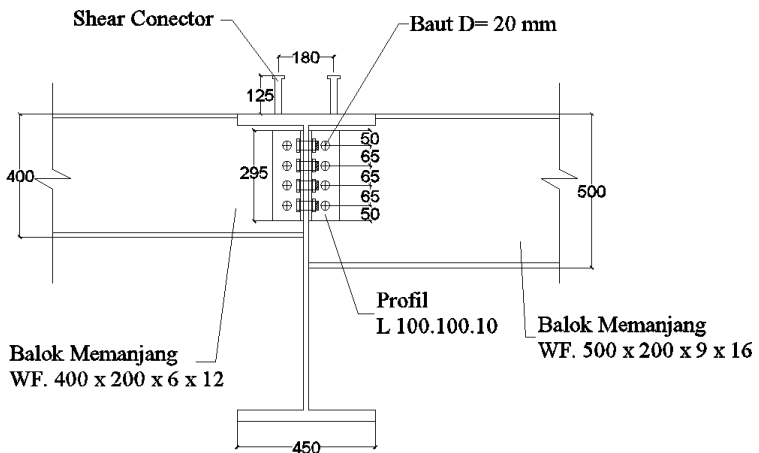 Shear Conector
Baut D= 20 mm
180
125
50
65
65
65
50
295
400
500
Profil
L 100.100.10
Balok Memanjang
WF. 400 x 200 x 6 x 12
Balok Memanjang
WF. 500 x 200 x 9 x 16
450